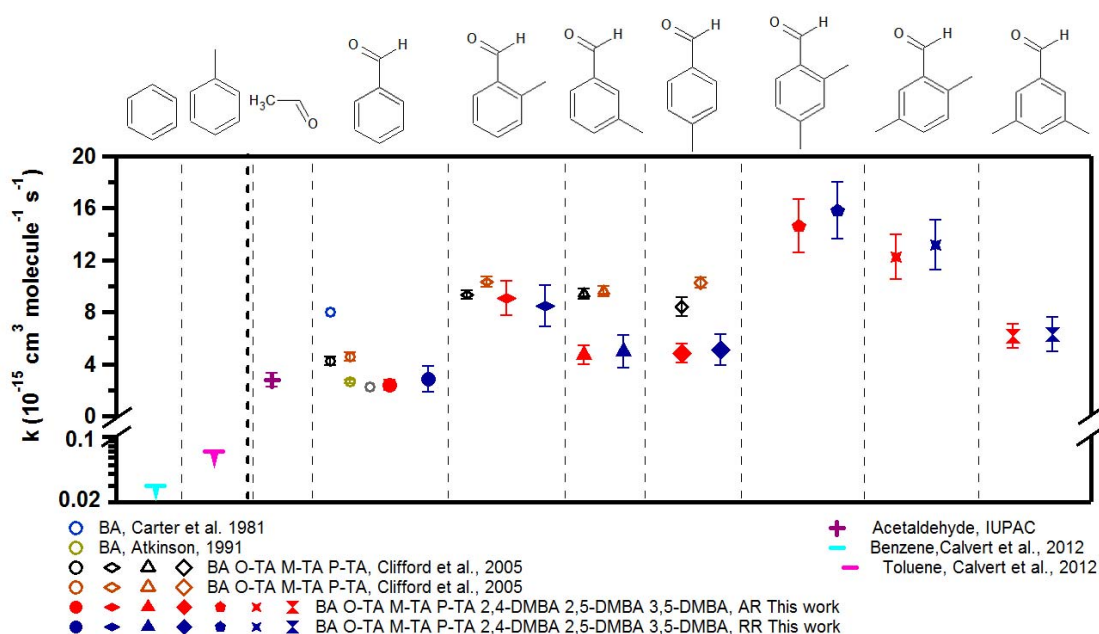 O H O H O H O H O H O H O H
H₃C O
20
16
12
8
4
0
0.1
0.02
k (10⁻¹⁵ cm³ molecule⁻¹ s⁻¹)
BA, Carter et al. 1981
BA, Atkinson, 1991
BA O-TA M-TA P-TA, Clifford et al., 2005
BA O-TA M-TA P-TA, Clifford et al., 2005
BA O-TA M-TA P-TA 2,4-DMBA 2,5-DMBA 3,5-DMBA, AR This work
BA O-TA M-TA P-TA 2,4-DMBA 2,5-DMBA 3,5-DMBA, RR This work
Acetaldehyde, IUPAC
Benzene,Calvert et al., 2012
Toluene, Calvert et al., 2012